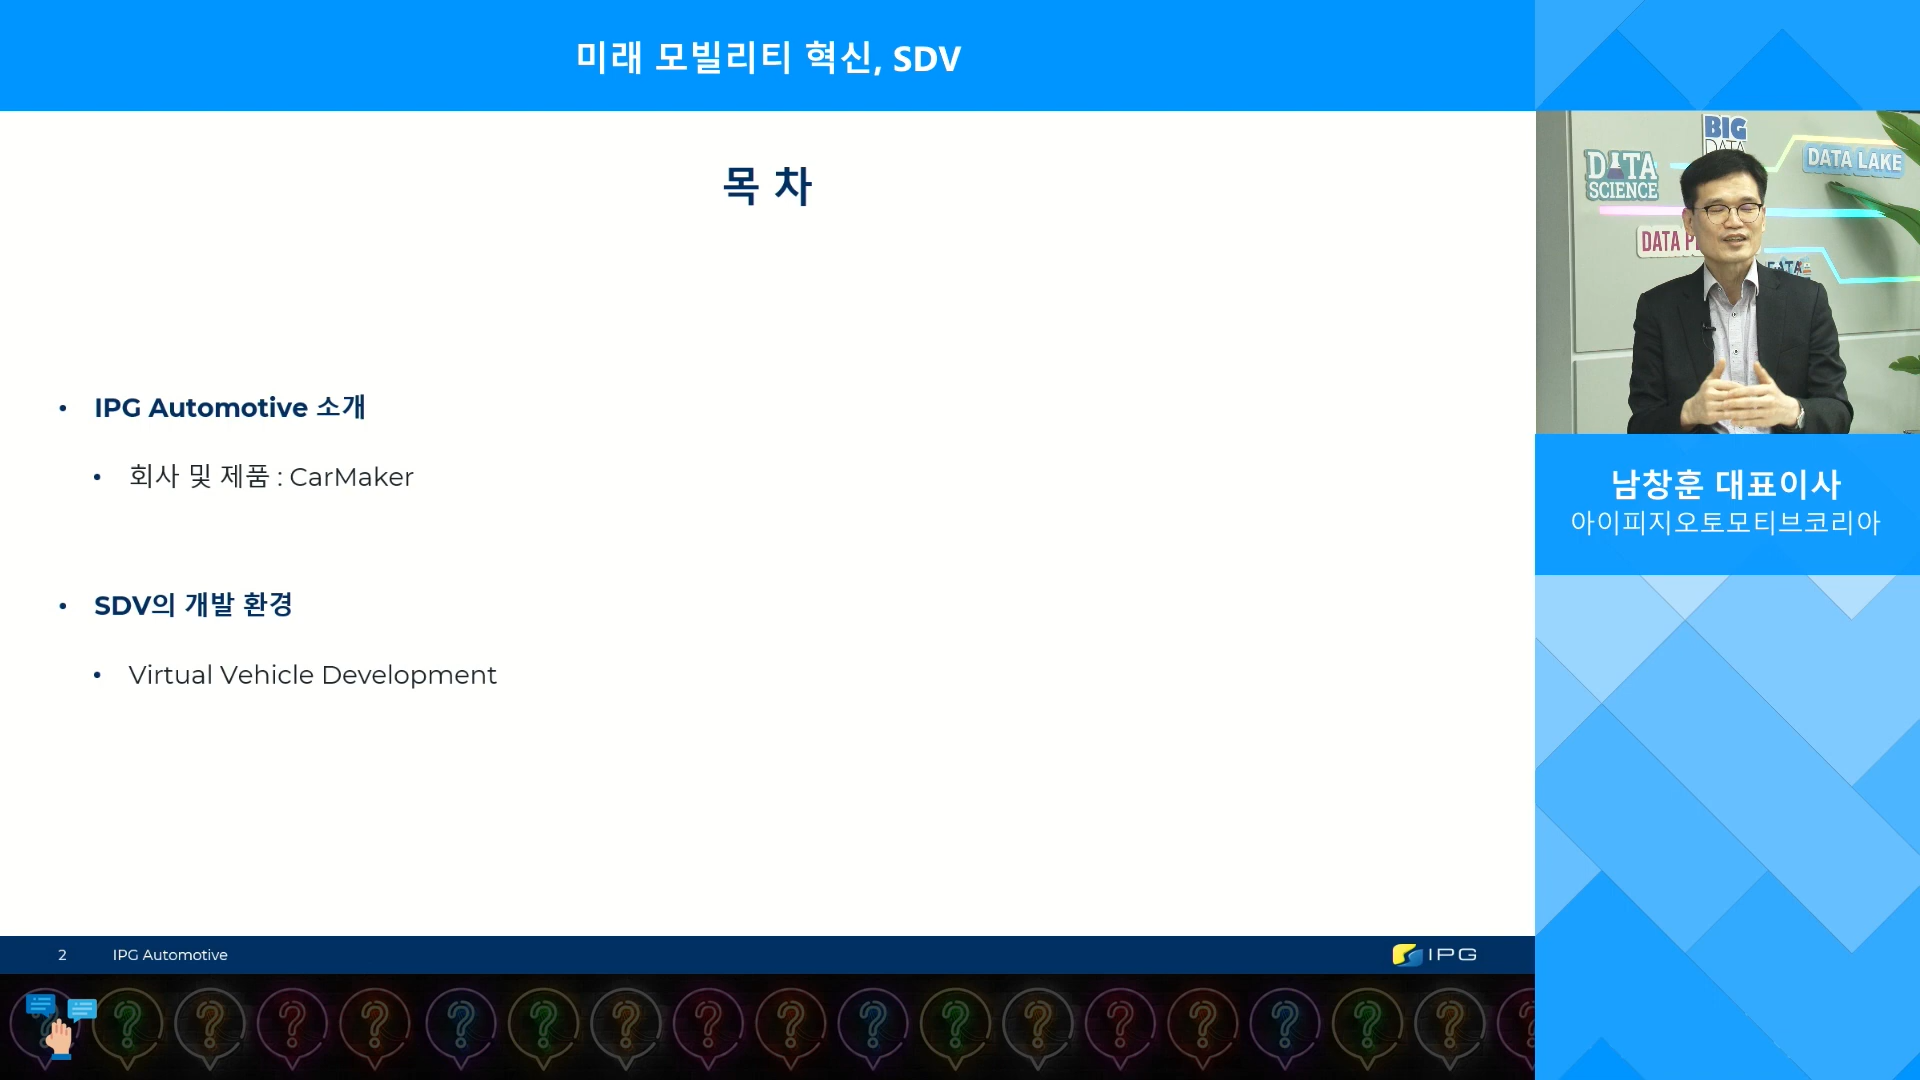 미래 모빌리티 혁신, SDV
목 차
• IPG Automotive 소개
• 회사 및 제품 : CarMaker
• SDV의 개발 환경
• Virtual Vehicle Development
2 IPG Automotive
IPG
BIG
DATA
DATA
SCIENCE
DATA LAKE
DATA
남창훈 대표이사
아이피지오토모티브코리아